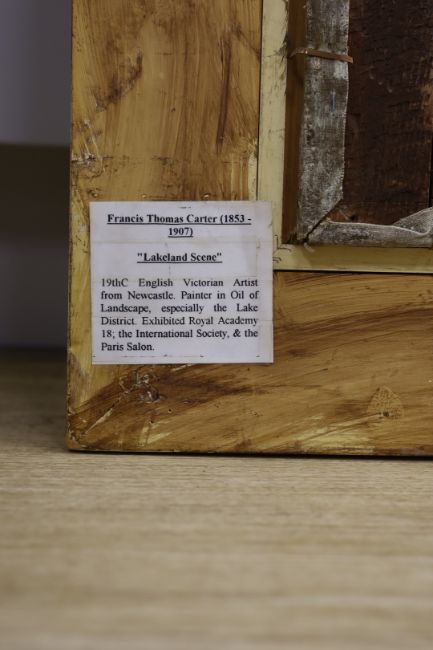 Francis Thomas Carter (1853 -
1907)
"Lakeland Scene"
19thC English Victorian Artist
from Newcastle. Painter in Oil of
Landscape, especially the Lake
District. Exhibited Royal Academy
18; the International Society, & the
Paris Salon.